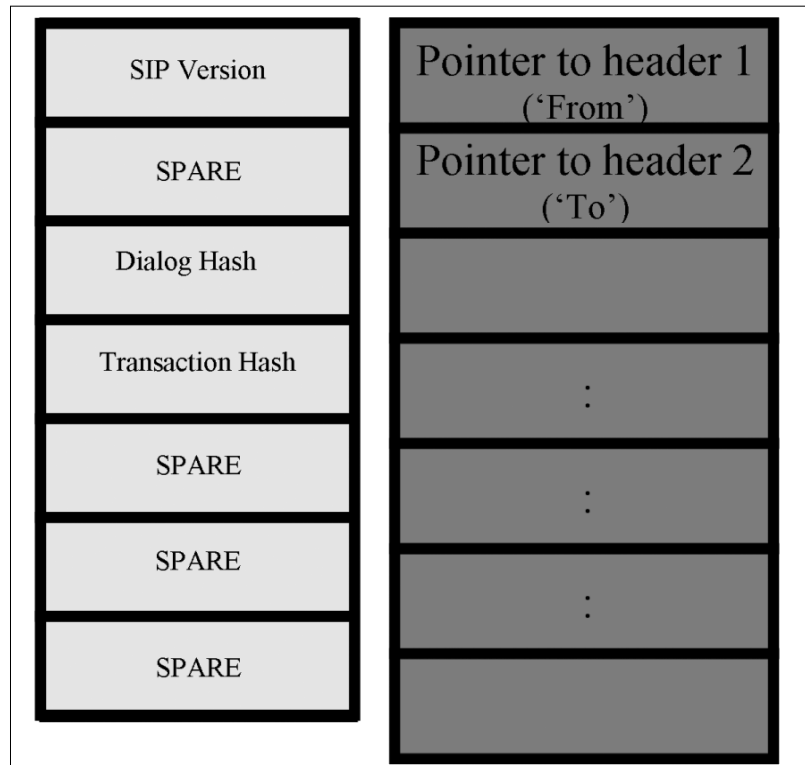 SIP Version
SPARE
Dialog Hash
Transaction Hash
SPARE
SPARE
SPARE
Pointer to header 1
(‘From’)
Pointer to header 2
(‘To’)
:
:
: